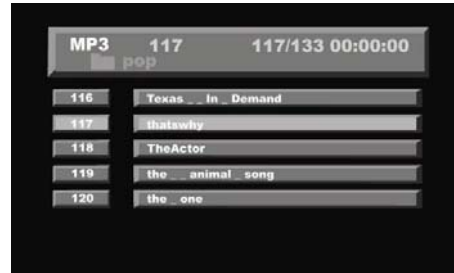 MP3 117 117/133 00:00:00
pop
116 Texas _ _ In _ Demand
117 thatswhy
118 TheActor
119 the _ _ animal _ song
120 the _ one